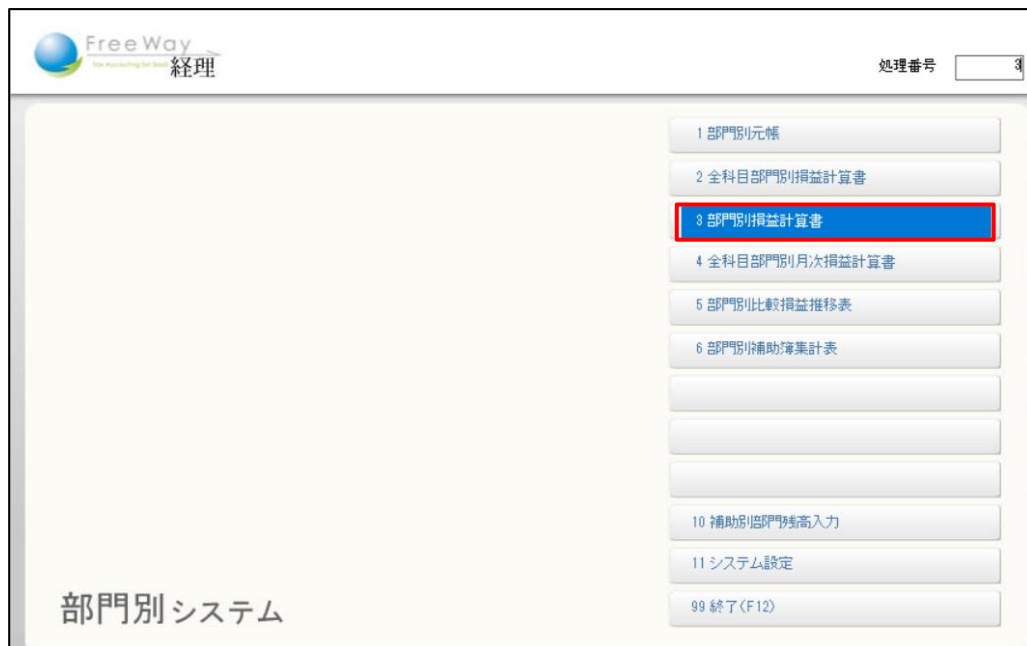 FreeWay
経理
処理番号 3
1 部門別元帳
2 全科目部門別損益計算書
3 部門別損益計算書
4 全科目部門別月次損益計算書
5 部門別比較損益推移表
6 部門別補助簿集計表
10 補助別部門残高入力
11 システム設定
99 終了(F12)
部門別システム